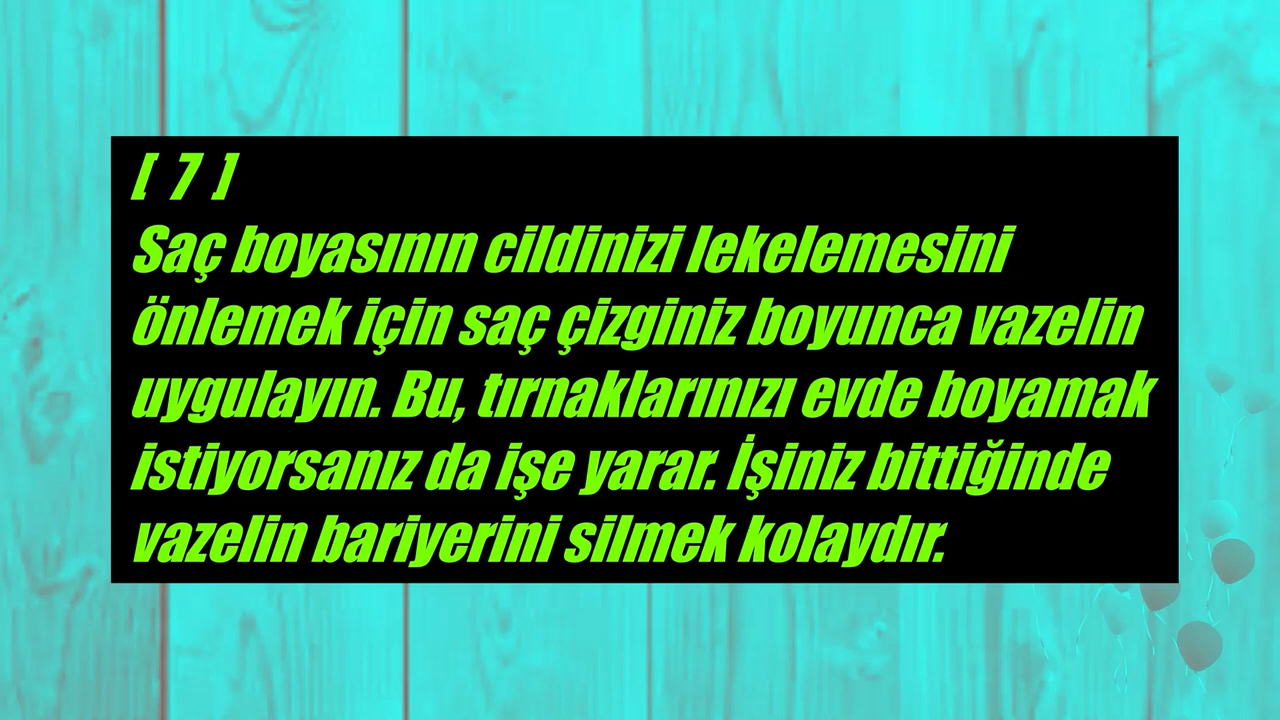 [ 7 ]
Saç boyasının cildinizi lekelemesini
önlemek için saç çizginiz boyunca vazelin
uygulayın. Bu, tırnaklarınızı evde boyamak
istiyorsanız da işe yarar. İşiniz bittiğinde
vazelin bariyerini silmek kolaydır.